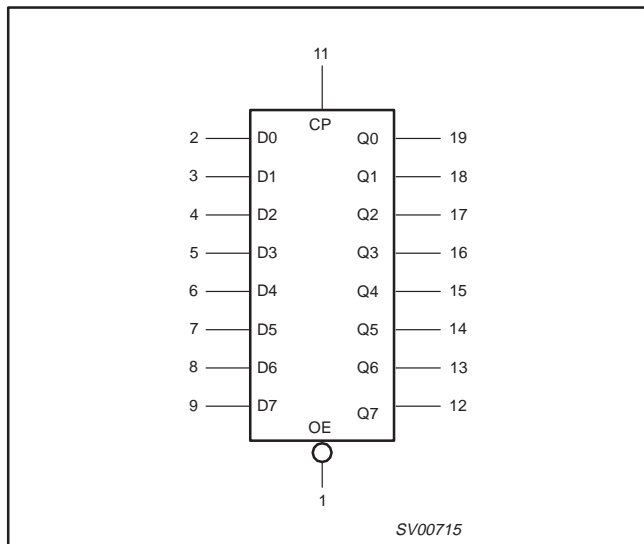 11
CP
2 D0 Q0 19
3 D1 Q1 18
4 D2 Q2 17
5 D3 Q3 16
6 D4 Q4 15
7 D5 Q5 14
8 D6 Q6 13
9 D7 Q7 12
OE
1
SV00715